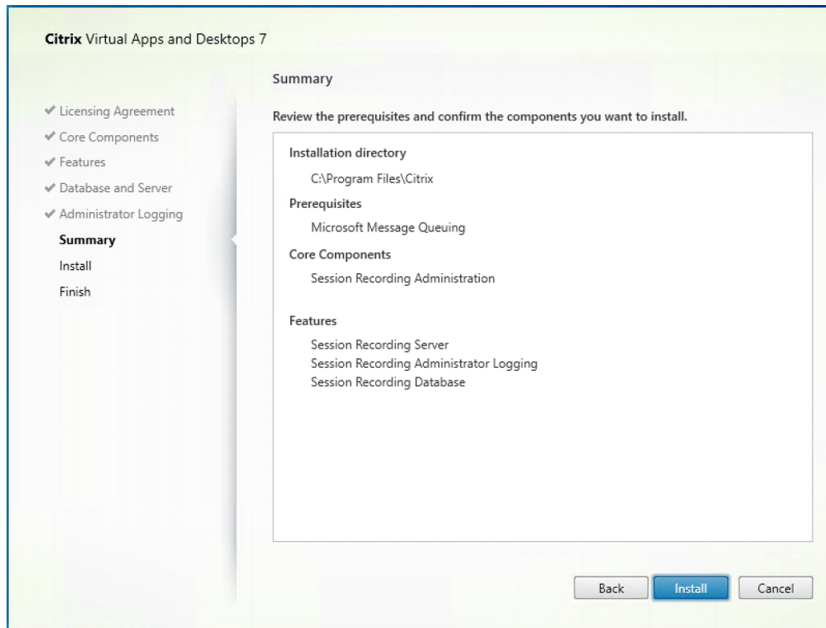 Citrix Virtual Apps and Desktops 7
Licensing Agreement
Core Components
Features
Database and Server
Administrator Logging
Summary
Install
Finish
Summary
Review the prerequisites and confirm the components you want to install.
Installation directory
C:\Program Files\Citrix
Prerequisites
Microsoft Message Queuing
Core Components
Session Recording Administration
Features
Session Recording Server
Session Recording Administrator Logging
Session Recording Database
Back
Install
Cancel